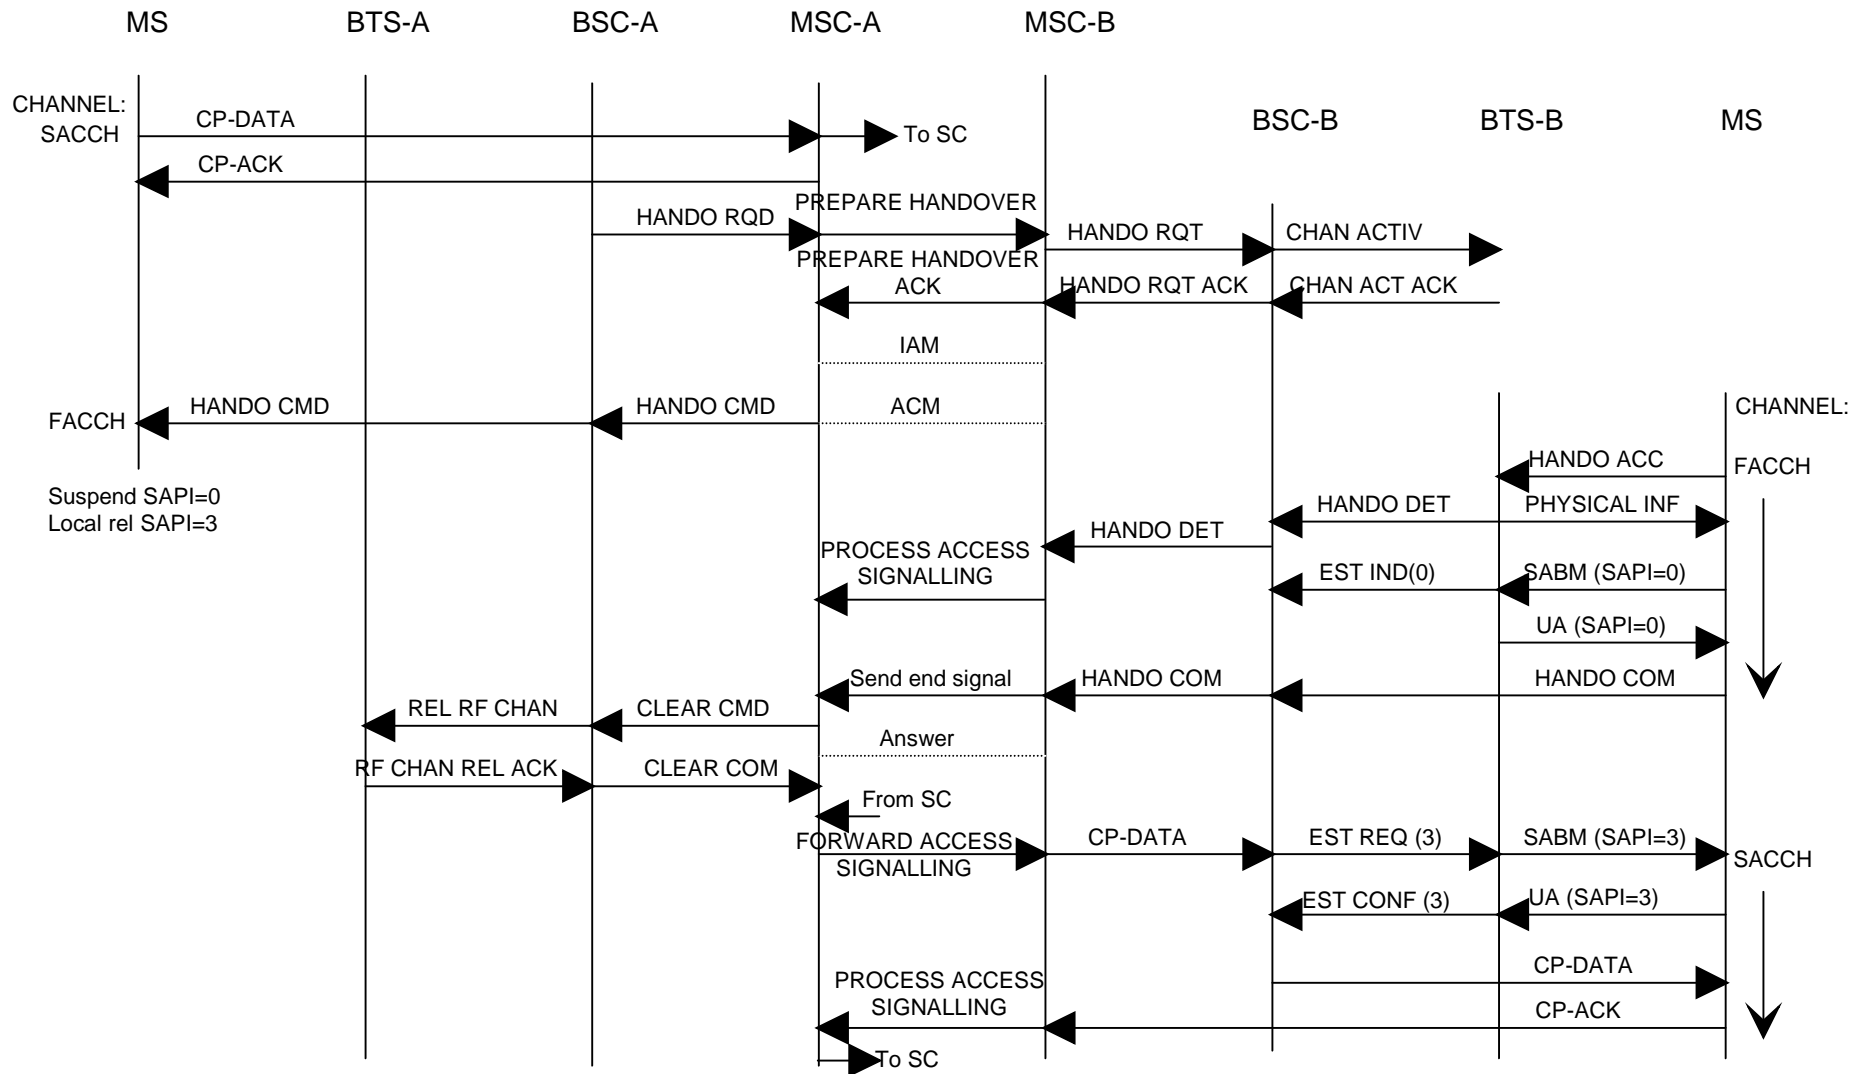 MS BTS-A BSC-A MSC-A MSC-B
CHANNEL:
SACCH CP-DATA To SC BSC-B BTS-B MS
CP-ACK
PREPARE HANDOVER
HANDO RQD HANDO RQT CHAN ACTIV
PREPARE HANDOVER
ACK HANDO RQT ACK CHAN ACT ACK
IAM
FACCH HANDO CMD HANDO CMD ACM CHANNEL:
HANDO ACC FACCH
Suspend SAPI=0
Local rel SAPI=3
HANDO DET PHYSICAL INF
HANDO DET
PROCESS ACCESS
SIGNALLING EST IND(0) SABM (SAPI=0)
UA (SAPI=0)
Send end signal HANDO COM HANDO COM
REL RF CHAN CLEAR CMD
Answer
RF CHAN REL ACK CLEAR COM
From SC
FORWARD ACCESS CP-DATA EST REQ (3) SABM (SAPI=3)
SIGNALLING SACCH
EST CONF (3) UA (SAPI=3)
CP-DATA
PROCESS ACCESS
SIGNALLING CP-ACK
To SC